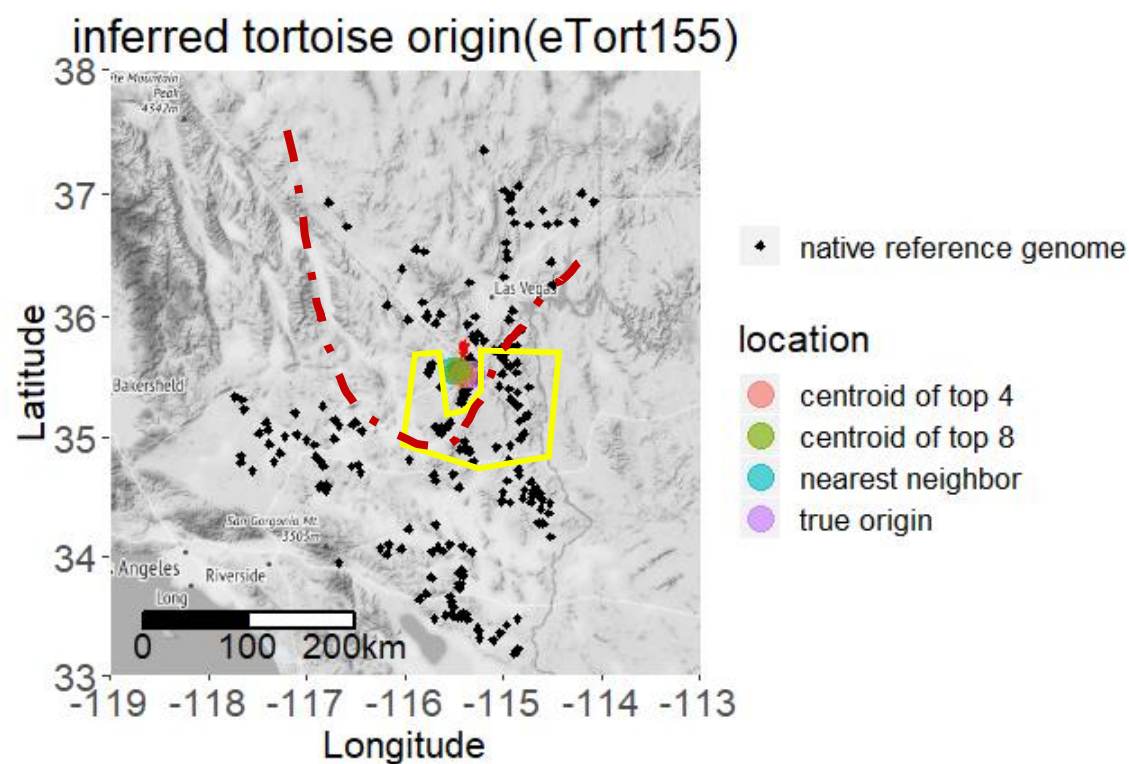 inferred tortoise origin(eTort155)
38
37
36
35
34
33
Latitude
te Mountain
Peak
4342m
Las Vegas
Bakersfield
San Gorgonio Mt.
3505m
Angeles
Riverside
Long
0 100 200km
-119 -118 -117 -116 -115 -114 -113
Longitude
native reference genome
location
centroid of top 4
centroid of top 8
nearest neighbor
true origin